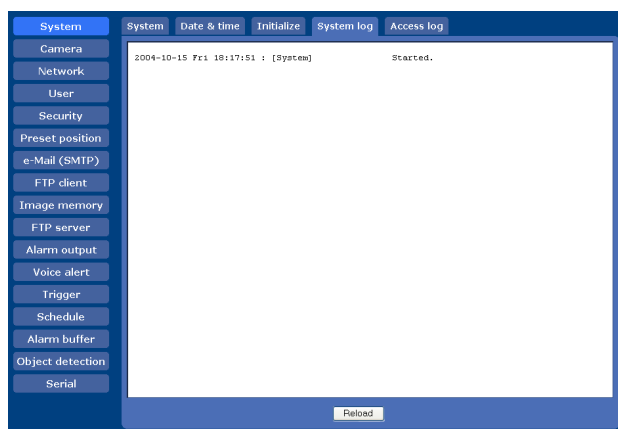 System
Camera
Network
User
Security
Preset position
e-Mail (SMTP)
FTP client
Image memory
FTP server
Alarm output
Voice alert
Trigger
Schedule
Alarm buffer
Object detection
Serial
System Date & time Initialize System log Access log
2004-10-15 Fri 18:17:51 : [System] Started.
Reload